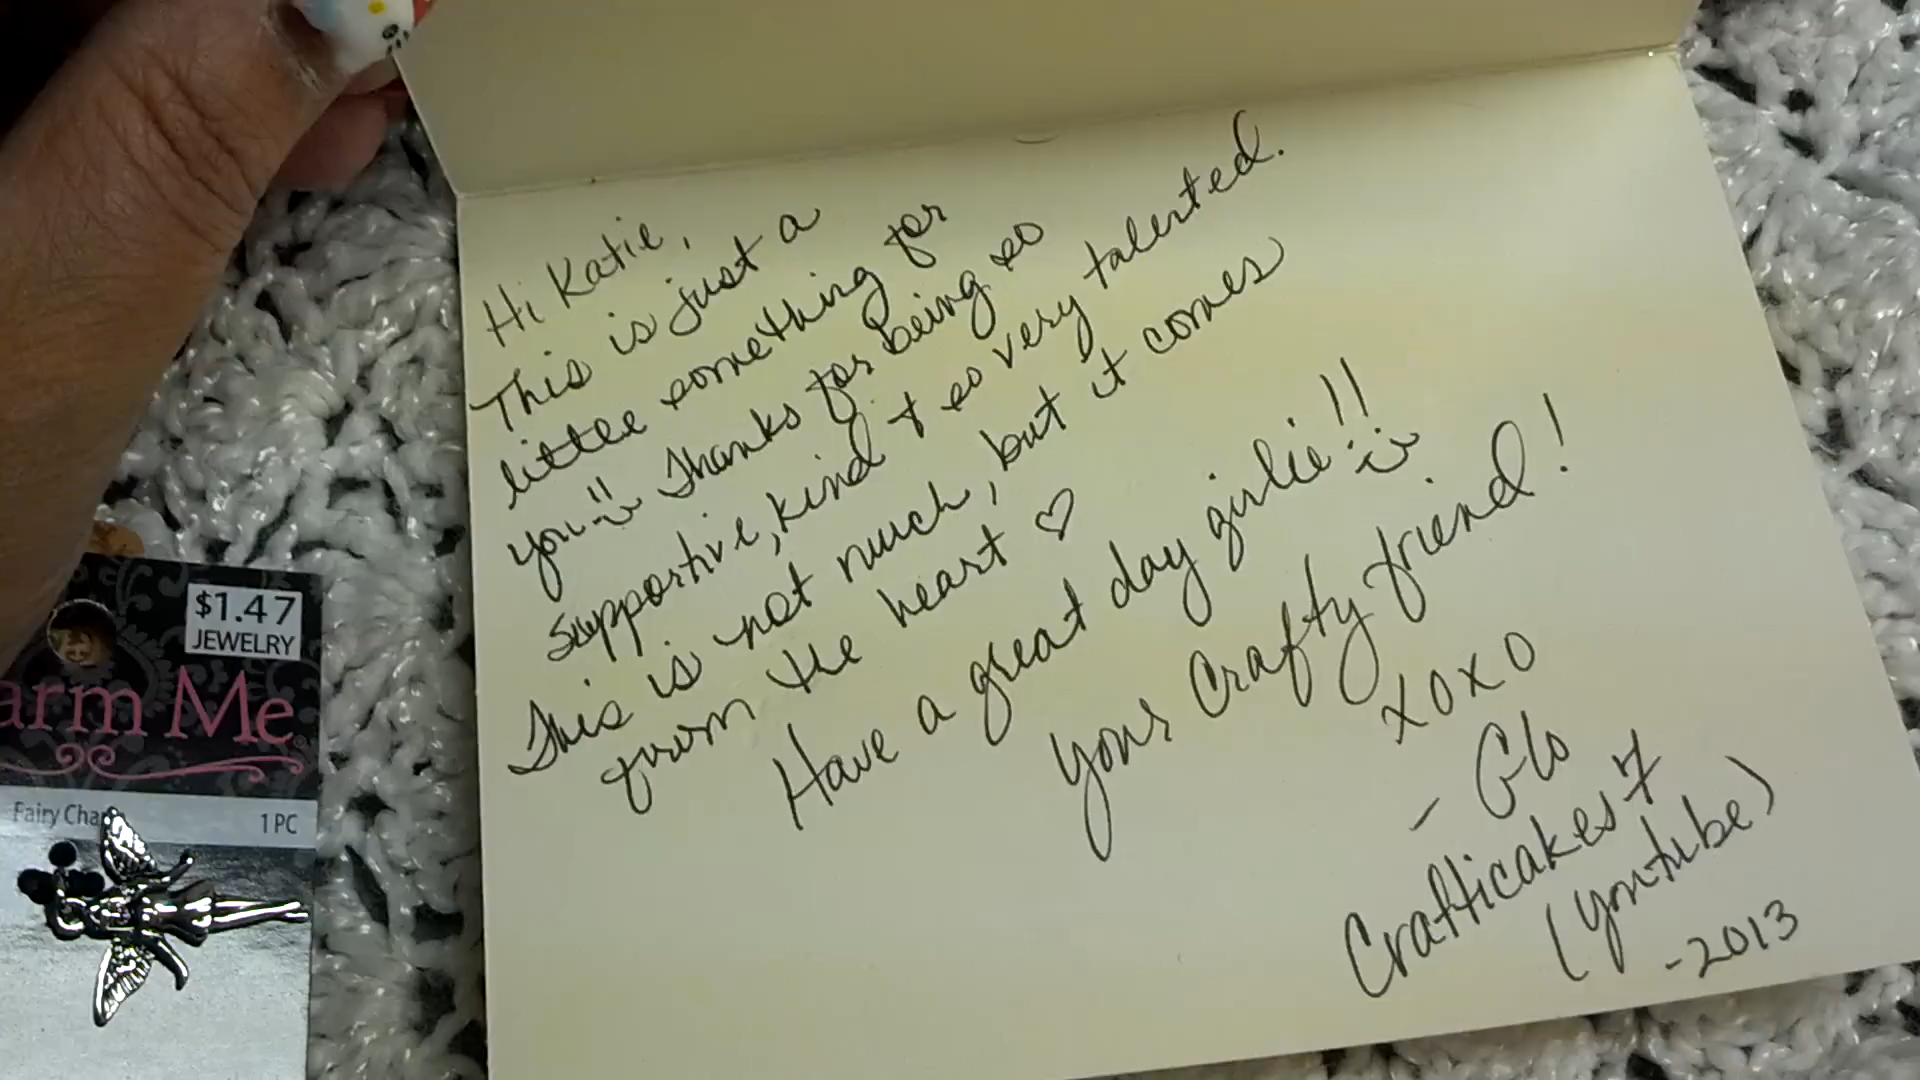 Hi Katie,
This is just a
little something for
you!! Thanks for being so
supportive, kind & so very talented.
This is not much, but it comes
from the heart ♡
Have a great day girlie!!
Your Crafty friend!
xoxo
- Glo
Crafticakes7
(youtube)
-2013
$1.47
JEWELRY
arm Me
Fairy Char
1 PC